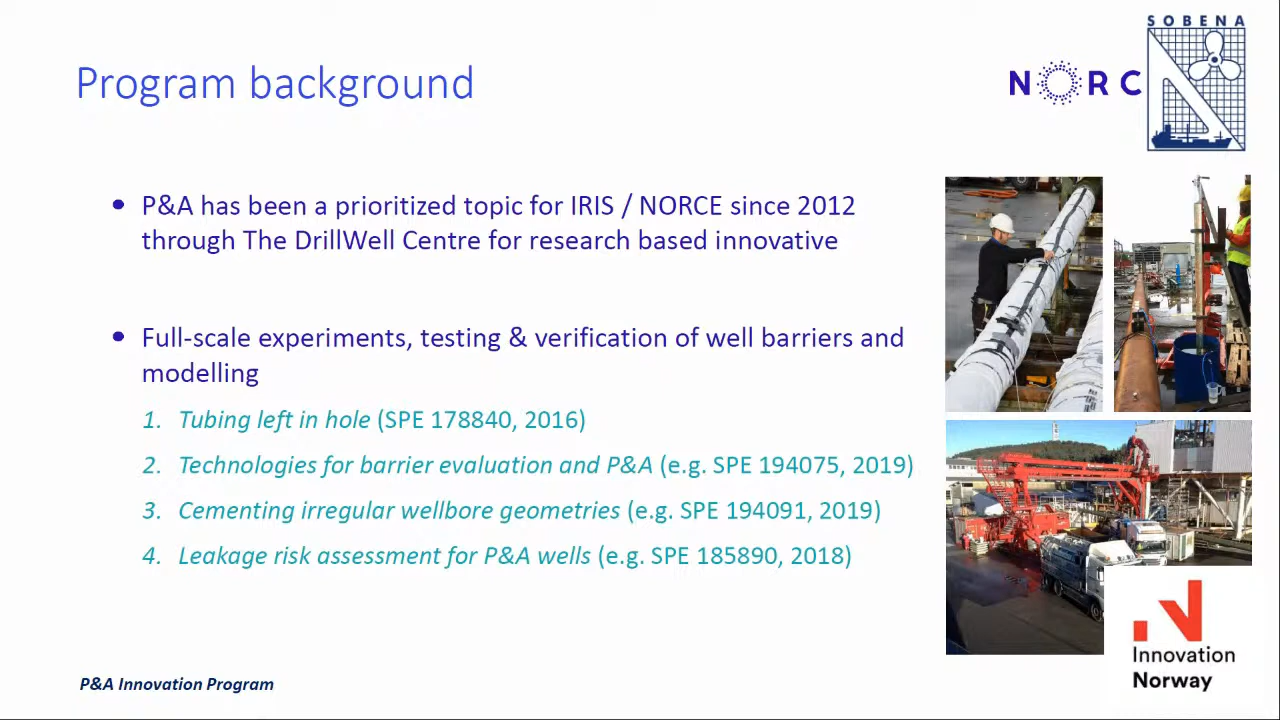 SOBENA
Program background
NORC
P&A has been a prioritized topic for IRIS / NORCE since 2012
through The DrillWell Centre for research based innovative
Full-scale experiments, testing & verification of well barriers and
modelling
1. Tubing left in hole (SPE 178840, 2016)
2. Technologies for barrier evaluation and P&A (e.g. SPE 194075, 2019)
3. Cementing irregular wellbore geometries (e.g. SPE 194091, 2019)
4. Leakage risk assessment for P&A wells (e.g. SPE 185890, 2018)
Innovation
Norway
P&A Innovation Program